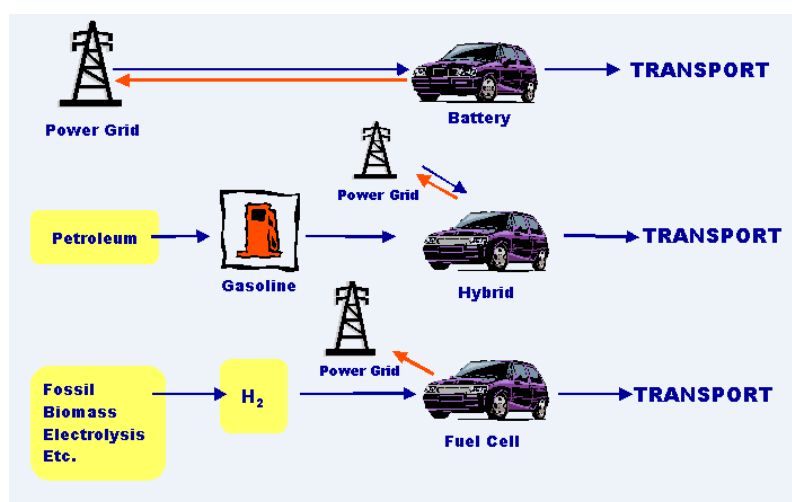 TRANSPORT
Power Grid
Battery
Power Grid
Petroleum
TRANSPORT
Gasoline
Hybrid
Power Grid
Fossil
Biomass
Electrolysis
Etc.
H2
TRANSPORT
Fuel Cell